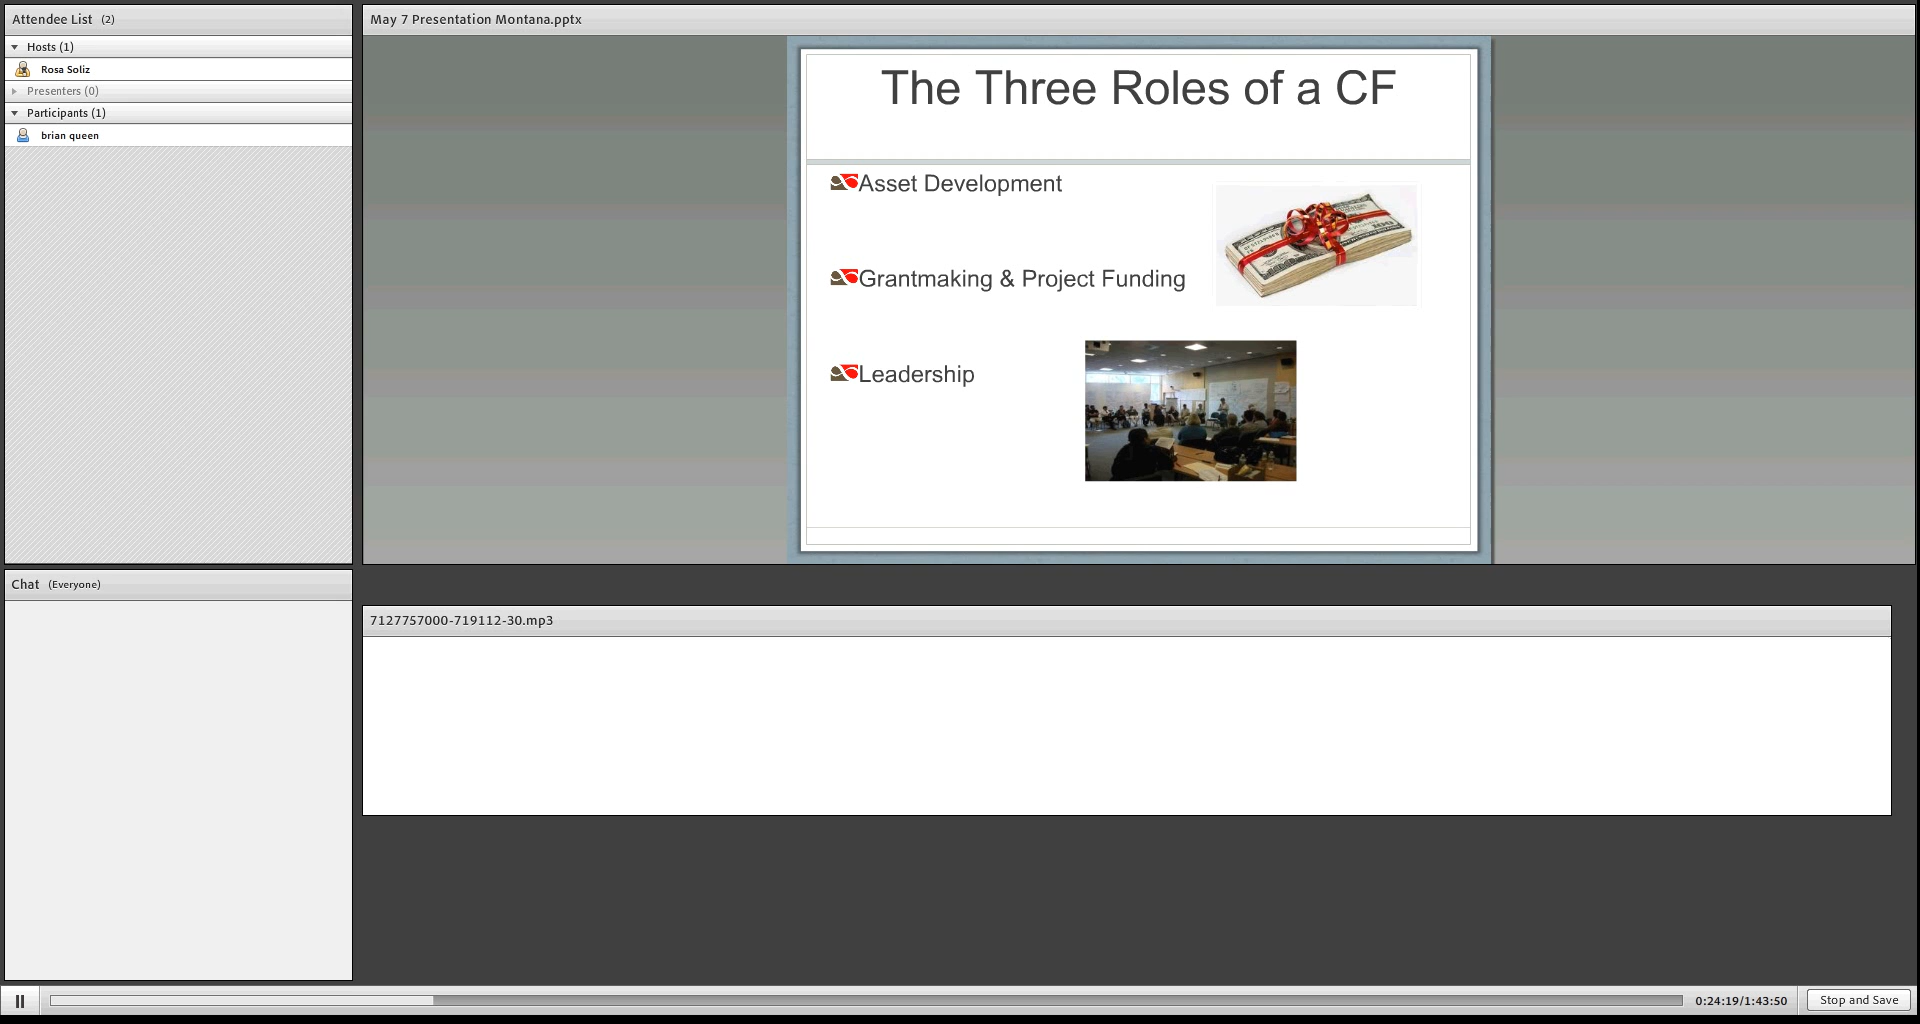 Attendee List (2)
Hosts (1)
Rosa Soliz
Presenters (0)
Participants (1)
brian queen
Chat (Everyone)
May 7 Presentation Montana.pptx
The Three Roles of a CF
Asset Development
Grantmaking & Project Funding
Leadership
7127757000-719112-30.mp3
0:24:19/1:43:50
Stop and Save